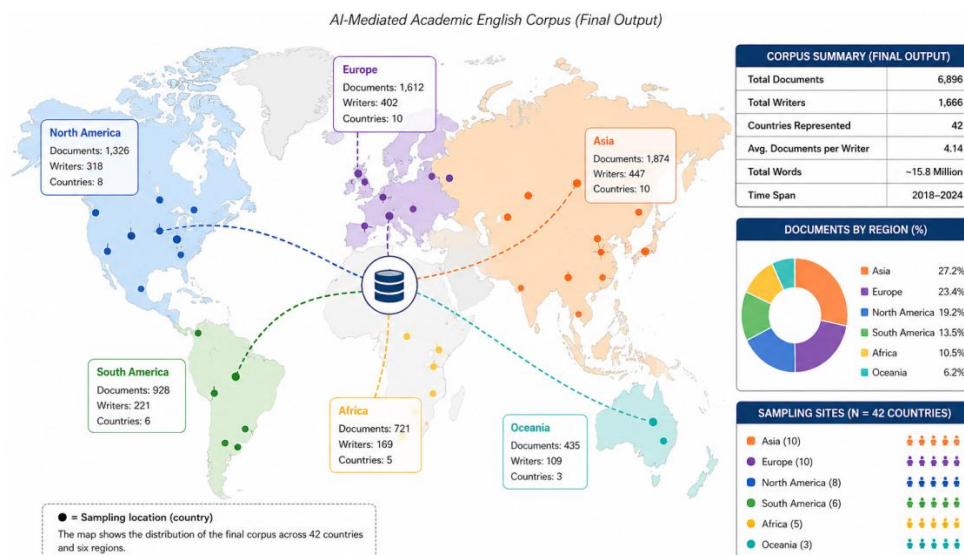 AI-Mediated Academic English Corpus (Final Output)
North America
Documents: 1,326
Writers: 318
Countries: 8
Europe
Documents: 1,612
Writers: 402
Countries: 10
Asia
Documents: 1,874
Writers: 447
Countries: 10
South America
Documents: 928
Writers: 221
Countries: 6
Africa
Documents: 721
Writers: 169
Countries: 5
Oceania
Documents: 435
Writers: 109
Countries: 3
● = Sampling location (country)
The map shows the distribution of the final corpus across 42 countries
and six regions.
CORPUS SUMMARY (FINAL OUTPUT)
Total Documents 6,896
Total Writers 1,666
Countries Represented 42
Avg. Documents per Writer 4.14
Total Words ~15.8 Million
Time Span 2018–2024
DOCUMENTS BY REGION (%)
Asia 27.2%
Europe 23.4%
North America 19.2%
South America 13.5%
Africa 10.5%
Oceania 6.2%
SAMPLING SITES (N = 42 COUNTRIES)
Asia (10)
Europe (10)
North America (8)
South America (6)
Africa (5)
Oceania (3)